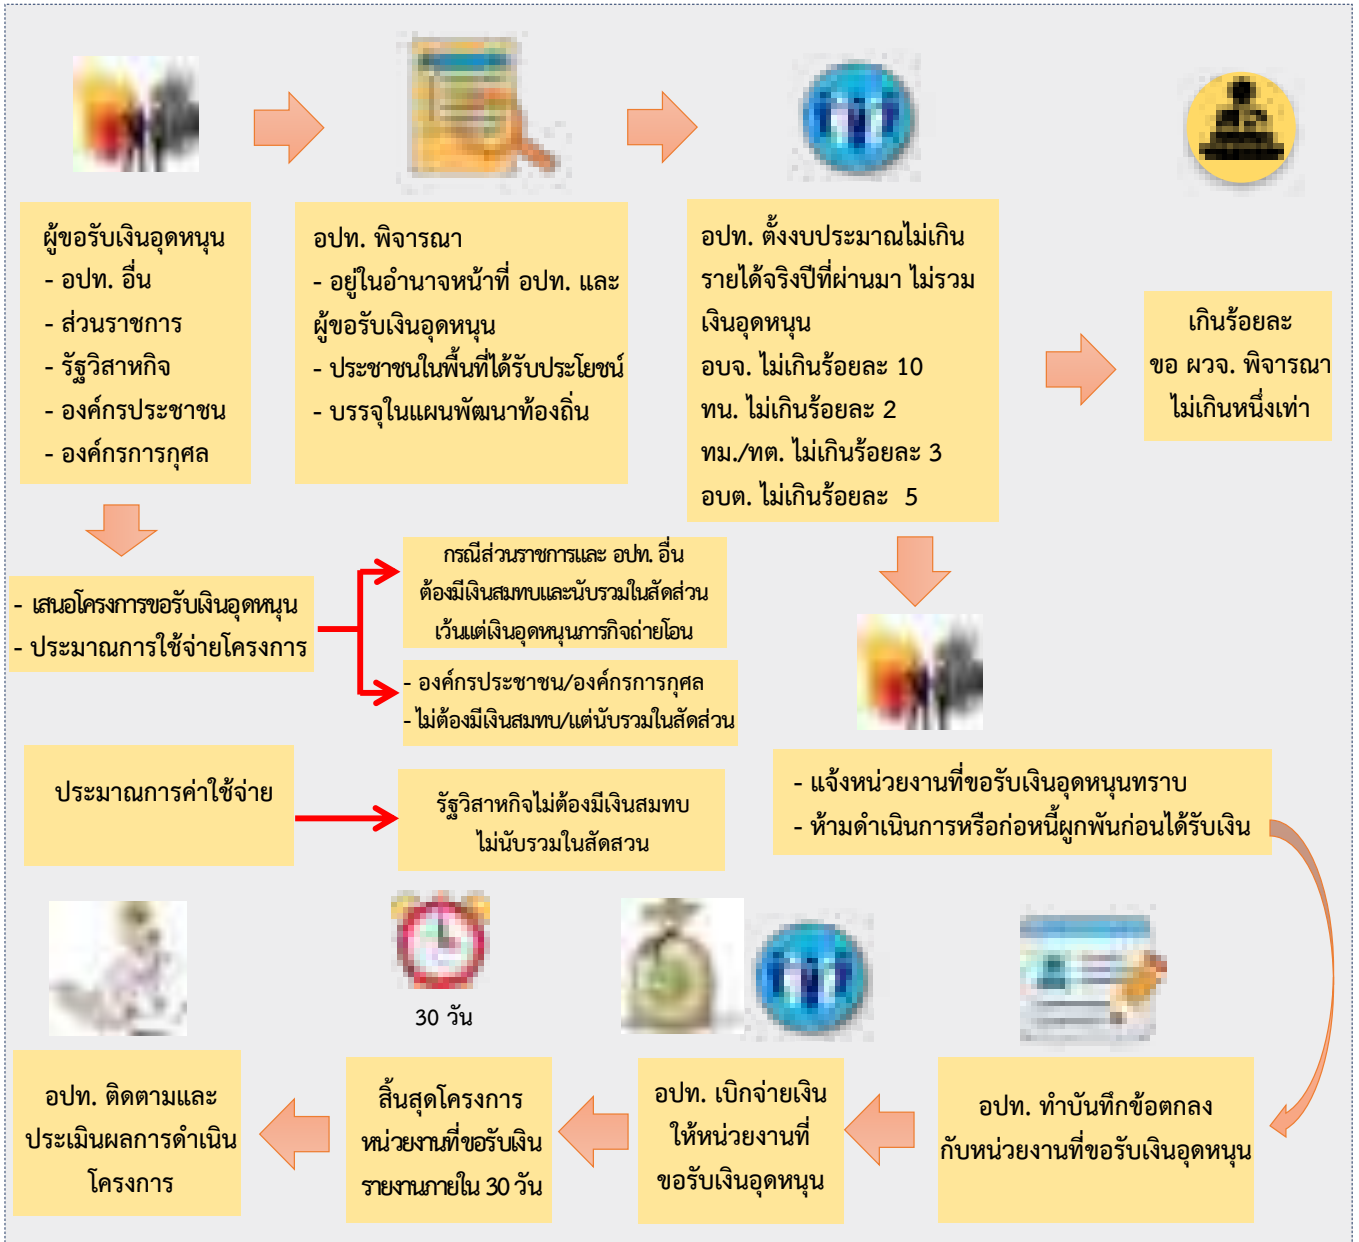 ผู้ขอรับเงินอุดหนุน
- อปท. อื่น
- ส่วนราชการ
- รัฐวิสาหกิจ
- องค์กรประชาชน
- องค์กรการกุศล
อปท. พิจารณา
- อยู่ในอำนาจหน้าที่ อปท. และ
ผู้ขอรับเงินอุดหนุน
- ประชาชนในพื้นที่ได้รับประโยชน์
- บรรจุในแผนพัฒนาท้องถิ่น
อปท. ตั้งงบประมาณไม่เกิน
รายได้จริงปีที่ผ่านมา ไม่รวม
เงินอุดหนุน
อบจ. ไม่เกินร้อยละ 10
ทน. ไม่เกินร้อยละ 2
ทม./ทต. ไม่เกินร้อยละ 3
อบต. ไม่เกินร้อยละ 5
เกินร้อยละ
ขอ ผวจ. พิจารณา
ไม่เกินหนึ่งเท่า
- เสนอโครงการขอรับเงินอุดหนุน
- ประมาณการใช้จ่ายโครงการ
กรณีส่วนราชการและ อปท. อื่น
ต้องมีเงินสมทบและนับรวมในสัดส่วน
เว้นแต่เงินอุดหนุนภารกิจถ่ายโอน
- องค์กรประชาชน/องค์กรการกุศล
- ไม่ต้องมีเงินสมทบ/แต่นับรวมในสัดส่วน
ประมาณการค่าใช้จ่าย
รัฐวิสาหกิจไม่ต้องมีเงินสมทบ
ไม่นับรวมในสัดสวน
- แจ้งหน่วยงานที่ขอรับเงินอุดหนุนทราบ
- ห้ามดำเนินการหรือก่อหนี้ผูกพันก่อนได้รับเงิน
30 วัน
อปท. ติดตามและ
ประเมินผลการดำเนิน
โครงการ
สิ้นสุดโครงการ
หน่วยงานที่ขอรับเงิน
รายงานภายใน 30 วัน
อปท. เบิกจ่ายเงิน
ให้หน่วยงานที่
ขอรับเงินอุดหนุน
อปท. ทำบันทึกข้อตกลง
กับหน่วยงานที่ขอรับเงินอุดหนุน